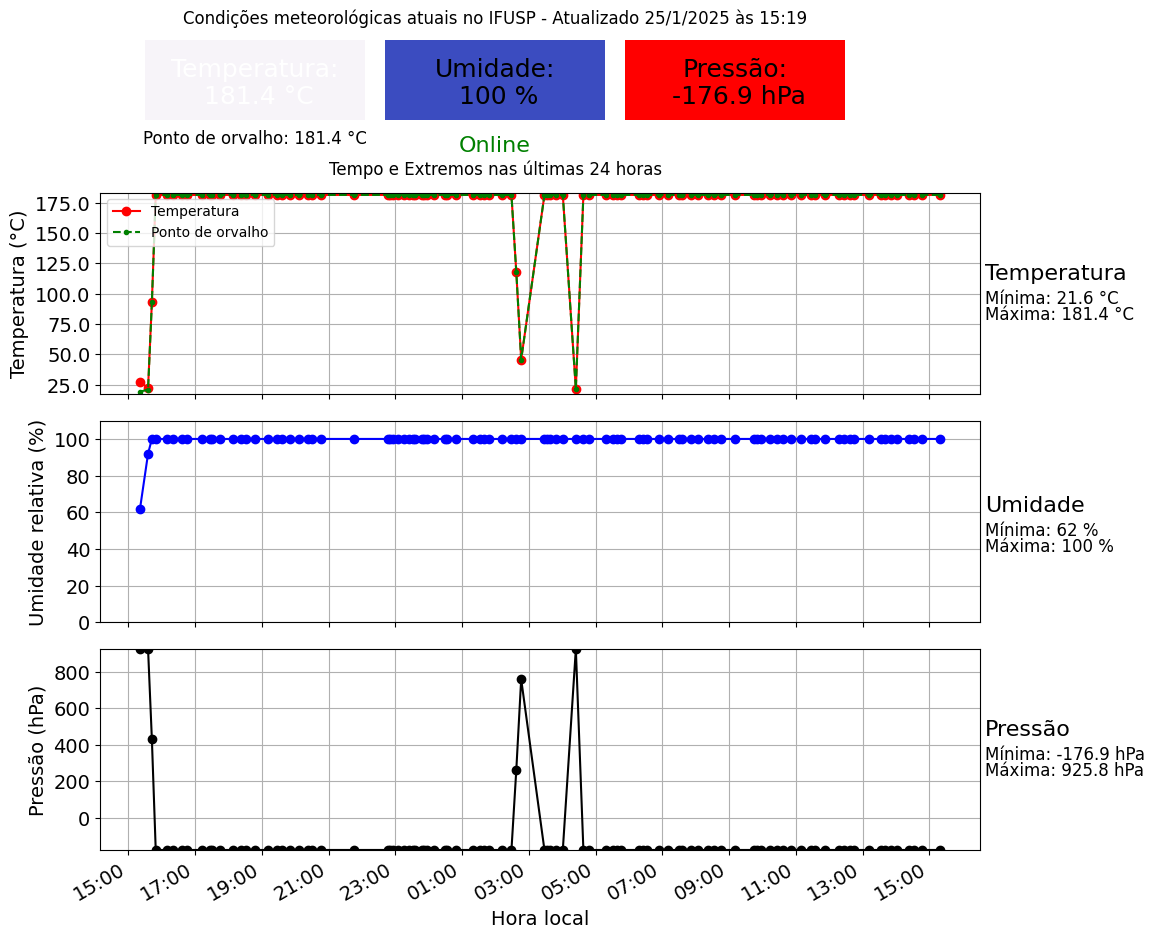 Condições meteorológicas atuais no IFUSP - Atualizado 25/1/2025 às 15:19
Temperatura:
181.4 °C
Umidade:
100 %
Pressão:
-176.9 hPa
Ponto de orvalho: 181.4 °C
Online
Tempo e Extremos nas últimas 24 horas
Temperatura (°C)
175.0
150.0
125.0
100.0
75.0
50.0
25.0
Temperatura
Ponto de orvalho
Temperatura
Mínima: 21.6 °C
Máxima: 181.4 °C
Umidade relativa (%)
100
80
60
40
20
0
Umidade
Mínima: 62 %
Máxima: 100 %
Pressão (hPa)
800
600
400
200
0
Pressão
Mínima: -176.9 hPa
Máxima: 925.8 hPa
15:00
17:00
19:00
21:00
23:00
01:00
03:00
05:00
07:00
09:00
11:00
13:00
15:00
Hora local